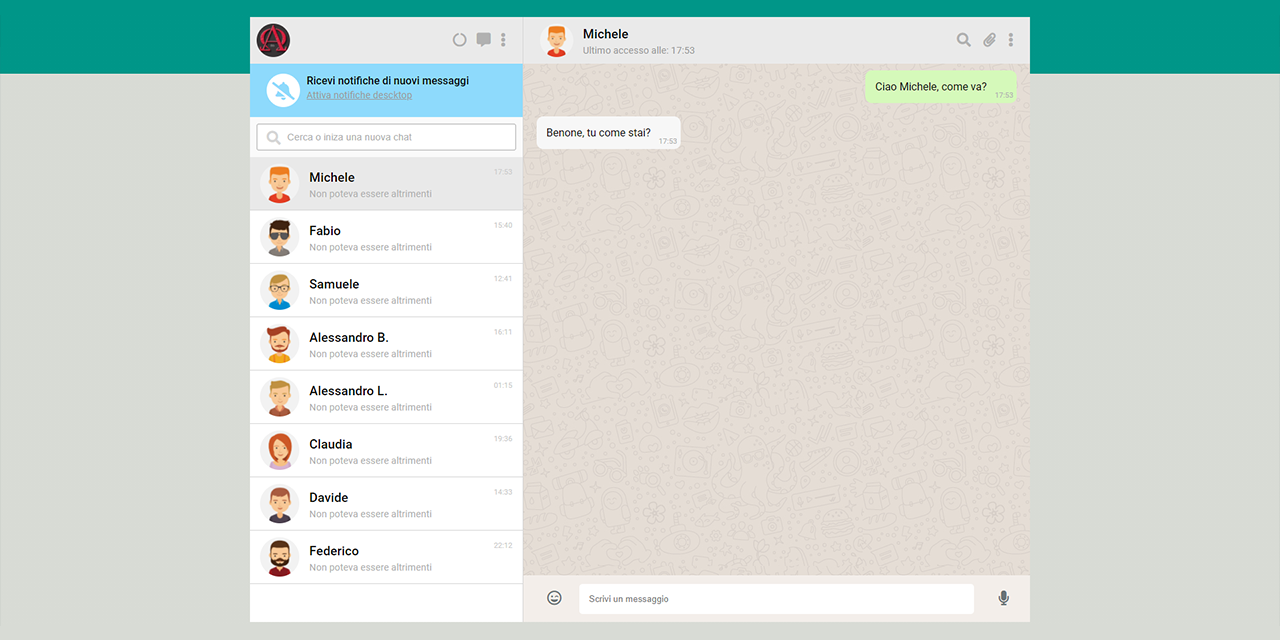 Ricevi notifiche di nuovi messaggi
Attiva notifiche descktop
Cerca o iniza una nuova chat
Michele
17:53
Non poteva essere altrimenti
Fabio
15:40
Non poteva essere altrimenti
Samuele
12:41
Non poteva essere altrimenti
Alessandro B.
16:11
Non poteva essere altrimenti
Alessandro L.
01:15
Non poteva essere altrimenti
Claudia
19:36
Non poteva essere altrimenti
Davide
14:33
Non poteva essere altrimenti
Federico
22:12
Non poteva essere altrimenti
Michele
Ultimo accesso alle: 17:53
Ciao Michele, come va?
17:53
Benone, tu come stai?
17:53
Scrivi un messaggio